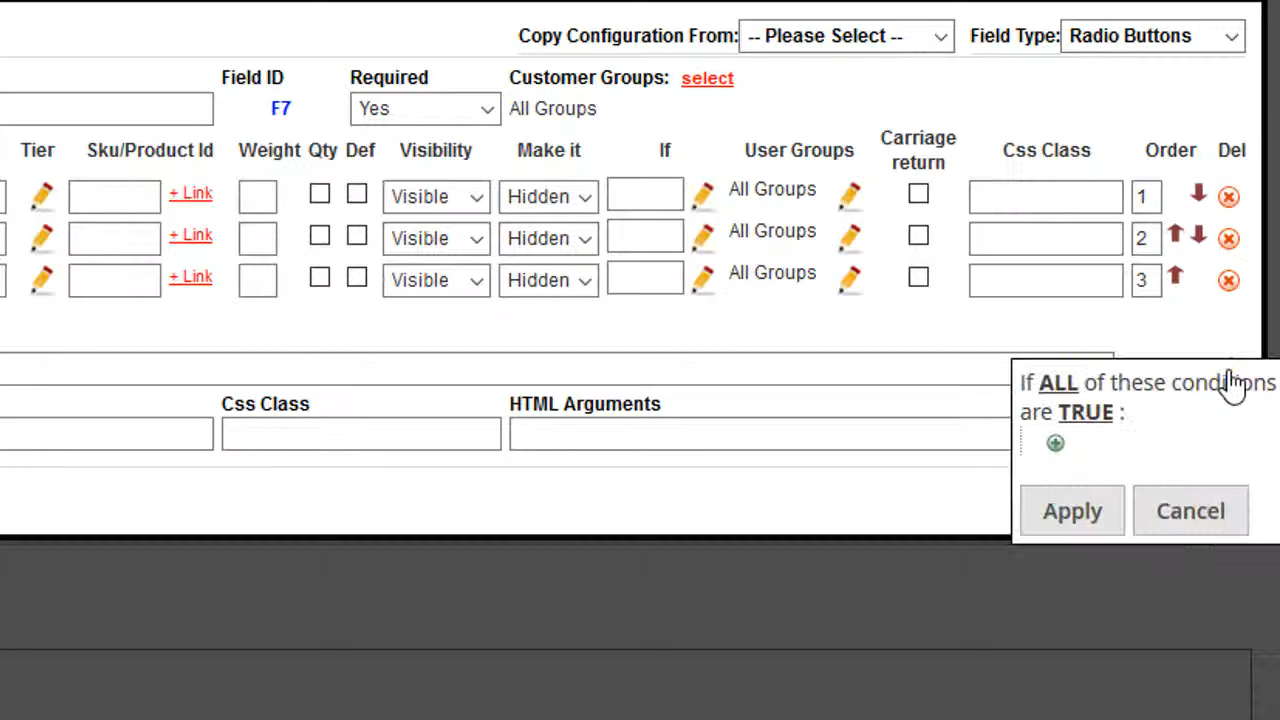 Copy Configuration From: -- Please Select -- Field Type: Radio Buttons
Field ID Required Customer Groups: select
F7 Yes All Groups
Tier Sku/Product Id Weight Qty Def Visibility Make it If User Groups Carriage return Css Class Order Del
+ Link Visible Hidden All Groups 1
+ Link Visible Hidden All Groups 2
+ Link Visible Hidden All Groups 3
If ALL of these conditions
are TRUE :
Css Class HTML Arguments
Apply Cancel